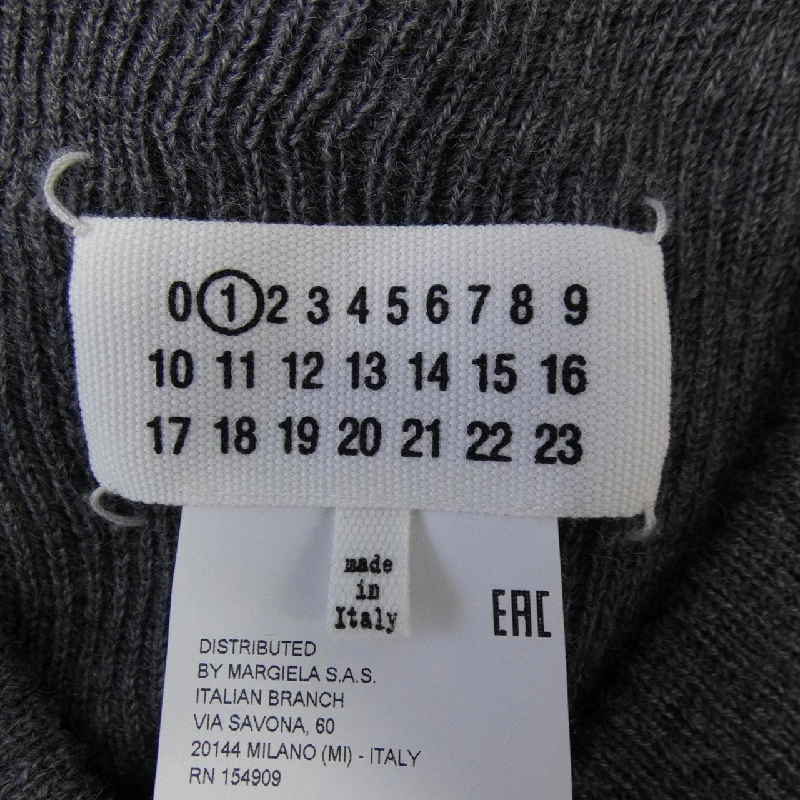 0 1 2 3 4 5 6 7 8 9
10 11 12 13 14 15 16
17 18 19 20 21 22 23
made
in
Italy
EAC
DISTRIBUTED
BY MARGIELA S.A.S.
ITALIAN BRANCH
VIA SAVONA, 60
20144 MILANO (MI) - ITALY
RN 154909